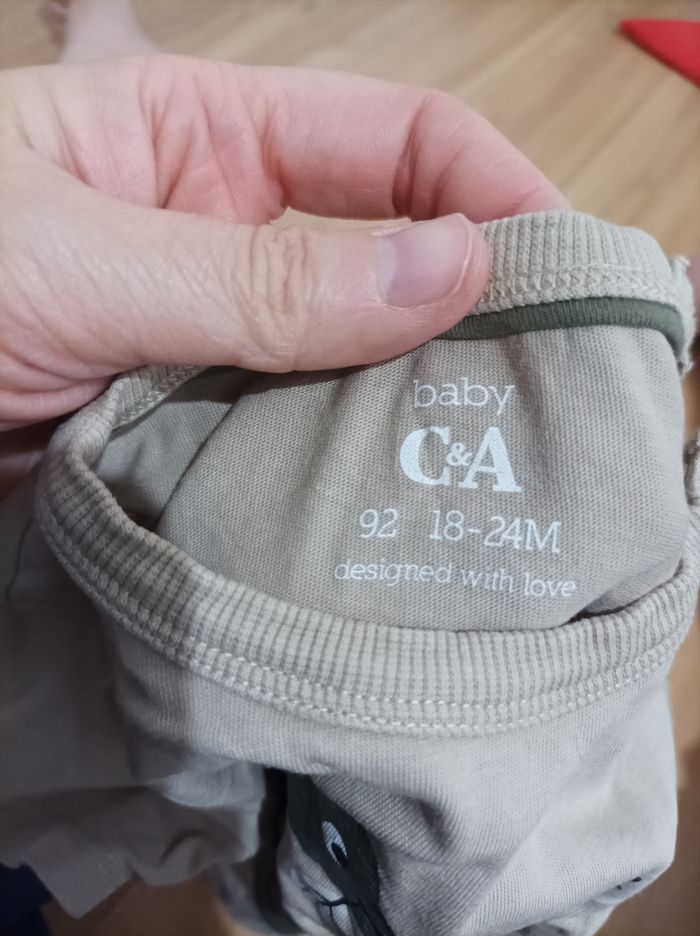 baby
C&A
92 18-24M
designed with love